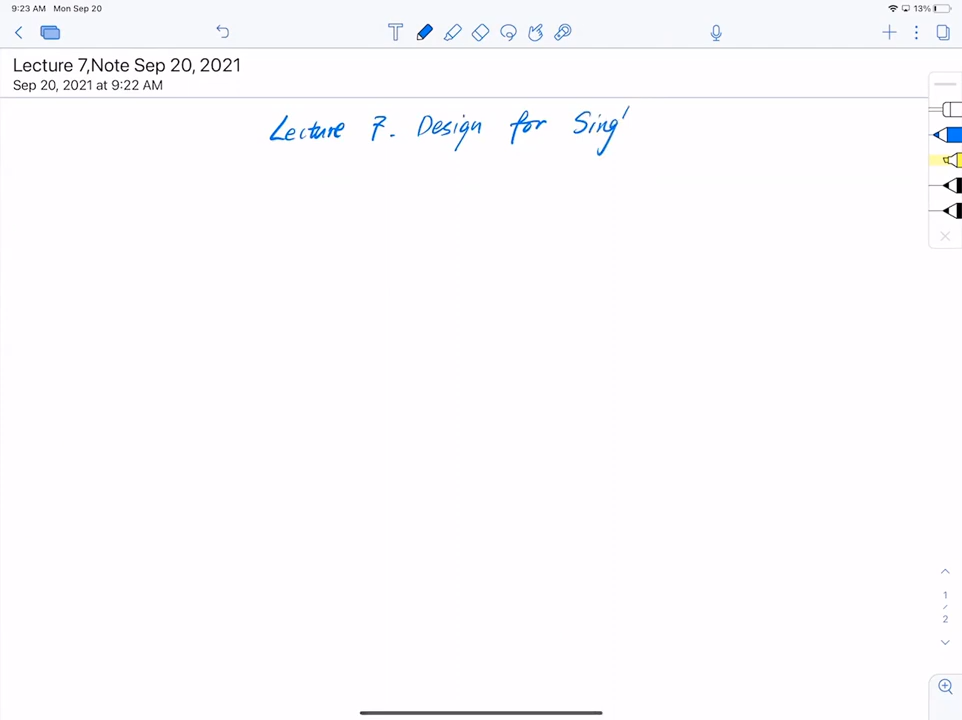 9:23 AM Mon Sep 20
13%
T
Lecture 7,Note Sep 20, 2021
Sep 20, 2021 at 9:22 AM
Lecture 7. Design for Sing
1
/
2